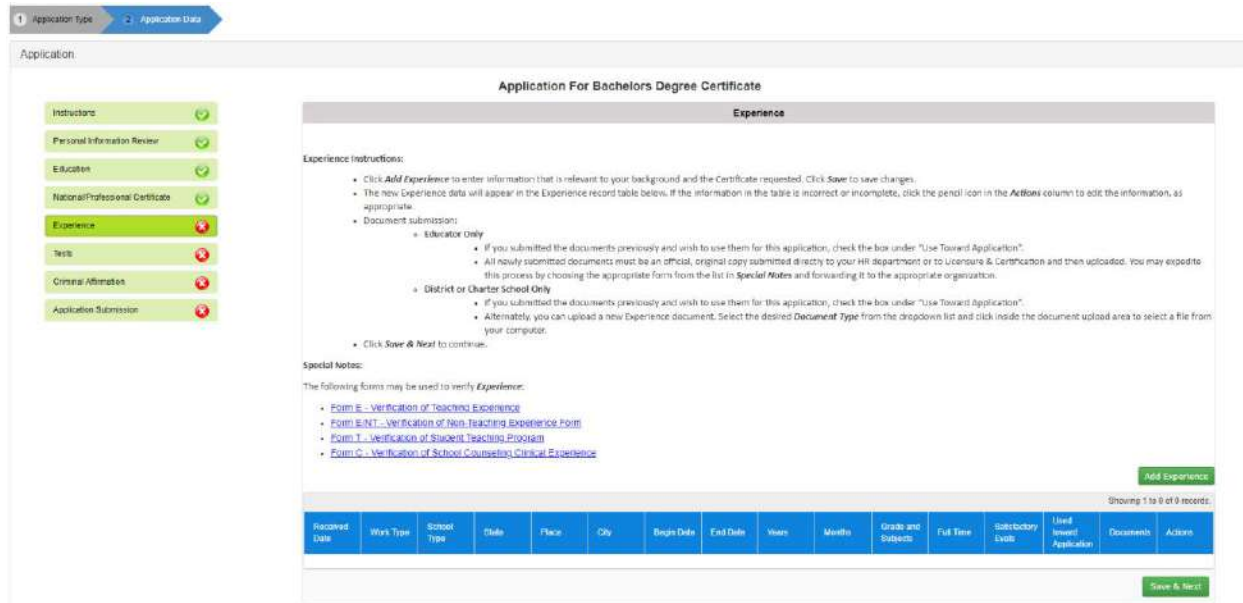 1 Application Type 2 Application Data
Application
Application For Bachelors Degree Certificate
Instructions
Personal Information Review
Education
National/Professional Certificate
Experience
Tests
Criminal Affirmation
Application Submission
Experience
Experience Instructions:
• Click Add Experience to enter information that is relevant to your background and the Certificate requested. Click Save to save changes.
• The new Experience data will appear in the Experience record table below. If the information in the table is incorrect or incomplete, click the pencil icon in the Actions column to edit the information, as
appropriate.
• Document submission:
Educator Only
• If you submitted the documents previously and wish to use them for this application, check the box under "Use Toward Application".
• All newly submitted documents must be an official, original copy submitted directly to your HR department or to Licensure & Certification and then uploaded. You may expedite
this process by choosing the appropriate form from the list in Special Notes and forwarding it to the appropriate organization.
District or Charter School Only
• If you submitted the documents previously and wish to use them for this application, check the box under "Use Toward Application".
• Alternately, you can upload a new Experience document. Select the desired Document Type from the dropdown list and click inside the document upload area to select a file from
your computer.
• Click Save & Next to continue.
Special Notes:
The following forms may be used to verify Experience:
• Form E - Verification of Teaching Experience
• Form E/NT - Verification of Non-Teaching Experience Form
• Form T - Verification of Student Teaching Program
• Form C - Verification of School Counseling Clinical Experience
Add Experience
Showing 1 to 0 of 0 records.
Received Date Work Type School Type State Place City Begin Date End Date Years Months Grade and Subjects Full Time Satisfactory Evals Used toward Application Documents Actions
Save & Next